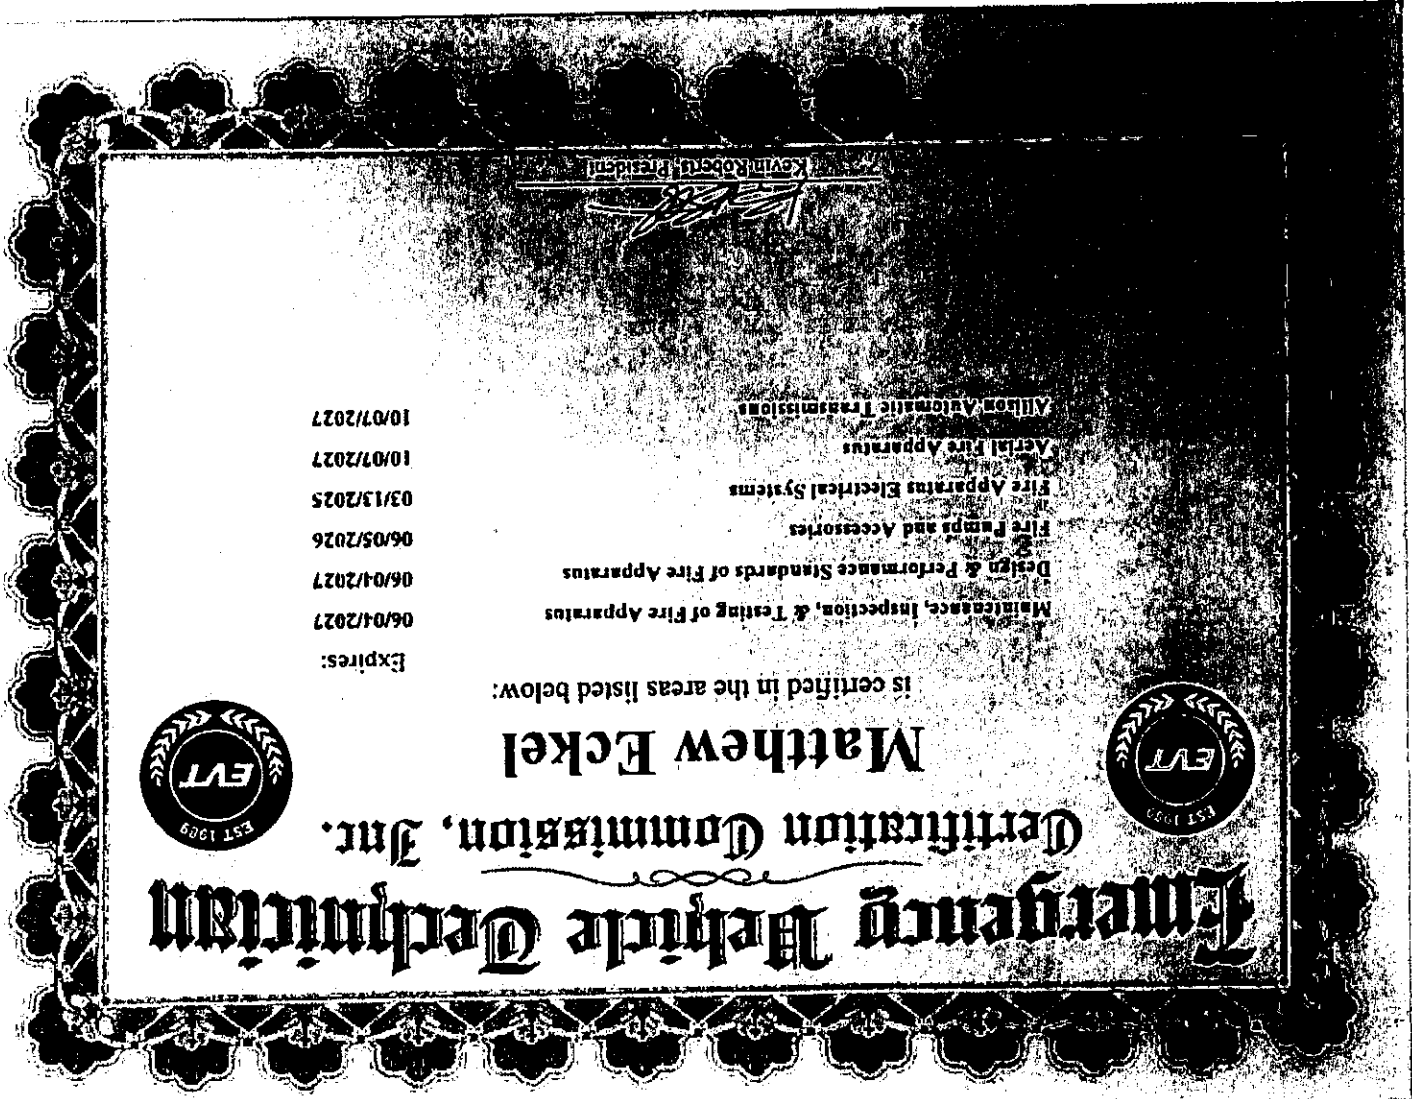 Emergency Vehicle Technician
Certification Commission, Inc.
EST 1989
EVT
EST 1989
EVT
Matthew Eckel
is certified in the areas listed below:
Expires:
Maintenance, Inspection, & Testing of Fire Apparatus 06/04/2027
Design & Performance Standards of Fire Apparatus 06/04/2027
Fire Pumps and Accessories 06/05/2026
Fire Apparatus Electrical Systems 03/13/2025
Aerial Fire Apparatus 10/07/2027
Allison Automatic Transmissions 10/07/2027
Kevin Roberts, President